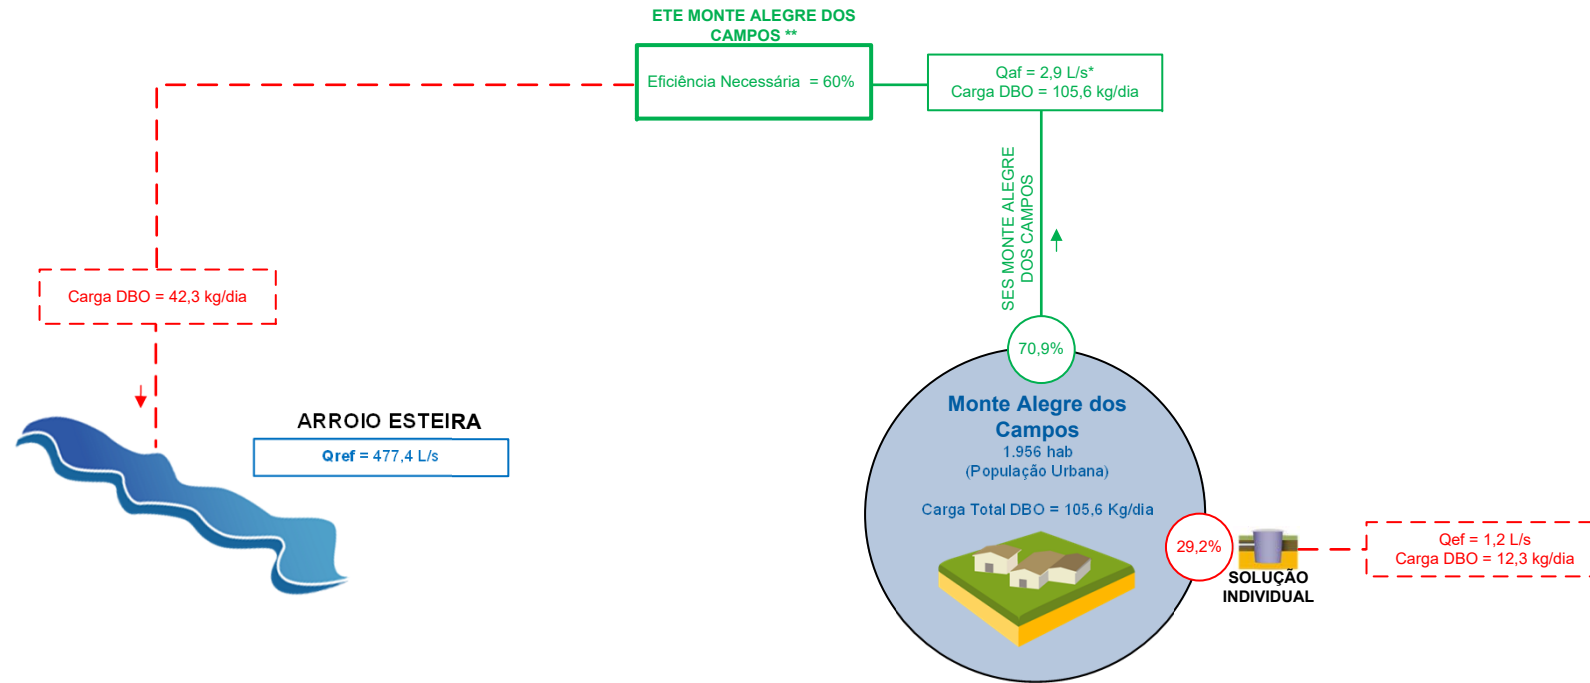 ETE MONTE ALEGRE DOS
CAMPOS **
Eficiência Necessária = 60%
Qaf = 2,9 L/s*
Carga DBO = 105,6 kg/dia
SES MONTE ALEGRE
DOS CAMPOS
Carga DBO = 42,3 kg/dia
70,9%
ARROIO ESTEIRA
Qref = 477,4 L/s
Monte Alegre dos
Campos
1.956 hab
(População Urbana)
Carga Total DBO = 105,6 Kg/dia
29,2%
SOLUÇÃO
INDIVIDUAL
Qef = 1,2 L/s
Carga DBO = 12,3 kg/dia